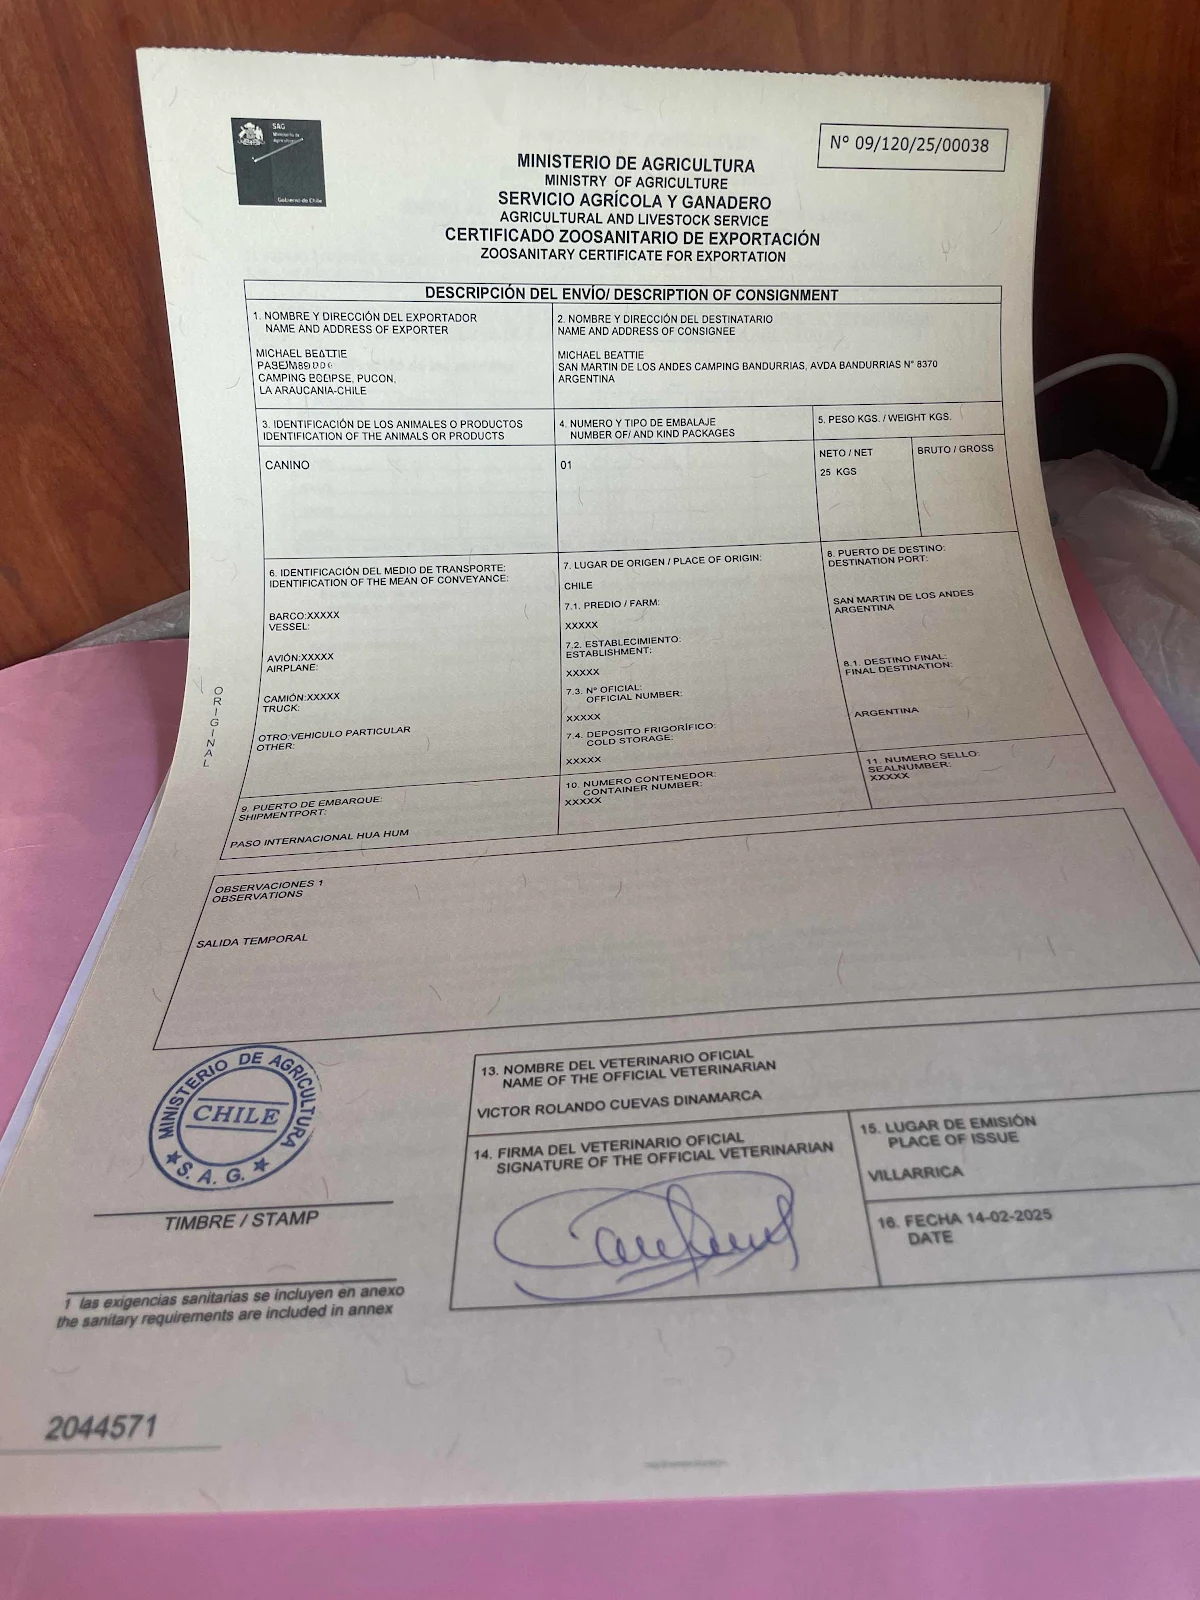 SAG
Ministerio de
Agricultura
Gobierno de Chile
N° 09/120/25/00038
MINISTERIO DE AGRICULTURA
MINISTRY OF AGRICULTURE
SERVICIO AGRÍCOLA Y GANADERO
AGRICULTURAL AND LIVESTOCK SERVICE
CERTIFICADO ZOOSANITARIO DE EXPORTACIÓN
ZOOSANITARY CERTIFICATE FOR EXPORTATION
DESCRIPCIÓN DEL ENVÍO/ DESCRIPTION OF CONSIGNMENT
1. NOMBRE Y DIRECCIÓN DEL EXPORTADOR
NAME AND ADDRESS OF EXPORTER
MICHAEL BEATTIE
CAMPING ECLIPSE, PUCON,
LA ARAUCANIA-CHILE
2. NOMBRE Y DIRECCIÓN DEL DESTINATARIO
NAME AND ADDRESS OF CONSIGNEE
MICHAEL BEATTIE
SAN MARTIN DE LOS ANDES CAMPING BANDURRIAS, AVDA BANDURRIAS N° 8370
ARGENTINA
3. IDENTIFICACIÓN DE LOS ANIMALES O PRODUCTOS
IDENTIFICATION OF THE ANIMALS OR PRODUCTS
CANINO
4. NUMERO Y TIPO DE EMBALAJE
NUMBER OF/ AND KIND PACKAGES
01
5. PESO KGS. / WEIGHT KGS.
NETO / NET
25 KGS
BRUTO / GROSS
6. IDENTIFICACIÓN DEL MEDIO DE TRANSPORTE:
IDENTIFICATION OF THE MEAN OF CONVEYANCE:
BARCO:XXXXX
VESSEL:
AVIÓN:XXXXX
AIRPLANE:
CAMIÓN:XXXXX
TRUCK:
OTRO:VEHICULO PARTICULAR
OTHER:
7. LUGAR DE ORIGEN / PLACE OF ORIGIN:
CHILE
7.1. PREDIO / FARM:
XXXXX
7.2. ESTABLECIMIENTO:
ESTABLISHMENT:
XXXXX
7.3. Nº OFICIAL:
OFFICIAL NUMBER:
XXXXX
7.4. DEPOSITO FRIGORÍFICO:
COLD STORAGE:
XXXXX
8. PUERTO DE DESTINO:
DESTINATION PORT:
SAN MARTIN DE LOS ANDES
ARGENTINA
8.1. DESTINO FINAL:
FINAL DESTINATION:
ARGENTINA
9. PUERTO DE EMBARQUE:
SHIPMENTPORT:
PASO INTERNACIONAL HUA HUM
10. NUMERO CONTENEDOR:
CONTAINER NUMBER:
XXXXX
11. NUMERO SELLO:
SEALNUMBER:
XXXXX
ORIGINAL
OBSERVACIONES 1
OBSERVATIONS
SALIDA TEMPORAL
MINISTERIO DE AGRICULTURA
CHILE
S. A. G.
TIMBRE / STAMP
13. NOMBRE DEL VETERINARIO OFICIAL
NAME OF THE OFFICIAL VETERINARIAN
VICTOR ROLANDO CUEVAS DINAMARCA
14. FIRMA DEL VETERINARIO OFICIAL
SIGNATURE OF THE OFFICIAL VETERINARIAN
15. LUGAR DE EMISIÓN
PLACE OF ISSUE
VILLARRICA
16. FECHA 14-02-2025
DATE
1 las exigencias sanitarias se incluyen en anexo
the sanitary requirements are included in annex
2044571